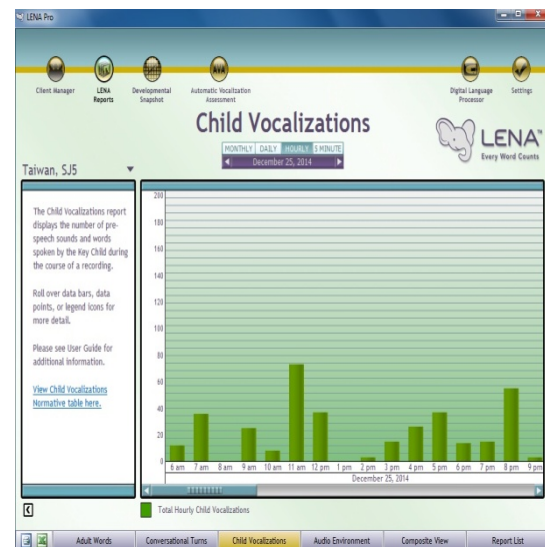 LENA Pro
Client Manager
LENA
Reports
Developmental
Snapshot
AVA
Automatic Vocalization
Assessment
Digital Language
Processor
Settings
Child Vocalizations
MONTHLY DAILY HOURLY 5 MINUTE
December 25, 2014
LENA™
Every Word Counts
Taiwan, SJ5
The Child Vocalizations report
displays the number of pre-
speech sounds and words
spoken by the Key Child during
the course of a recording.
Roll over data bars, data
points, or legend icons for
more detail.
Please see User Guide for
additional information.
View Child Vocalizations
Normative table here.
200
180
160
140
120
100
80
60
40
20
0
6 am 7 am 8 am 9 am 10 am 11 am 12 pm 1 pm 2 pm 3 pm 4 pm 5 pm 6 pm 7 pm 8 pm 9 pm
December 25, 2014
Total Hourly Child Vocalizations
Adult Words Conversational Turns Child Vocalizations Audio Environment Composite View Report List